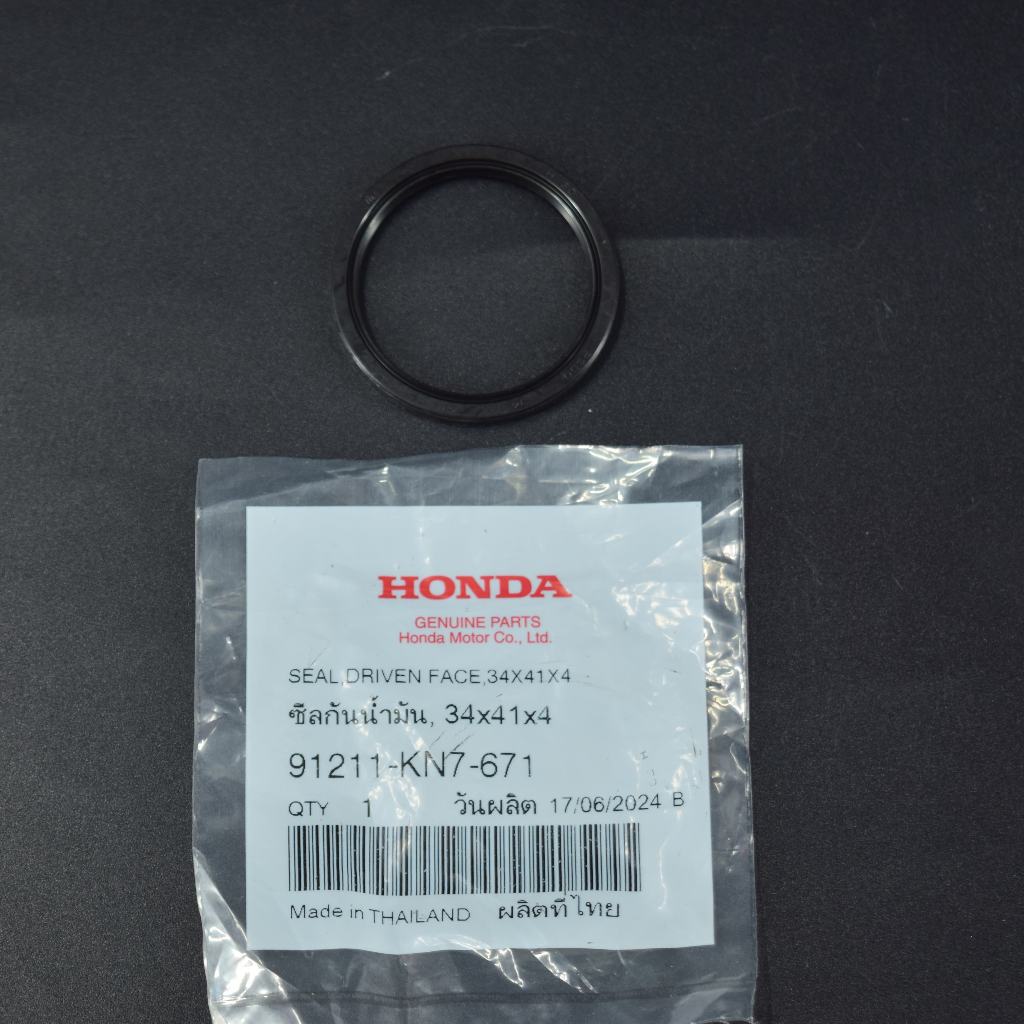 HONDA
GENUINE PARTS
Honda Motor Co., Ltd.
SEAL,DRIVEN FACE,34X41X4
ซีลกันน้ำมัน, 34x41x4
91211-KN7-671
QTY 1 วันผลิต 17/06/2024 B
Made in THAILAND ผลิตที่ ไทย